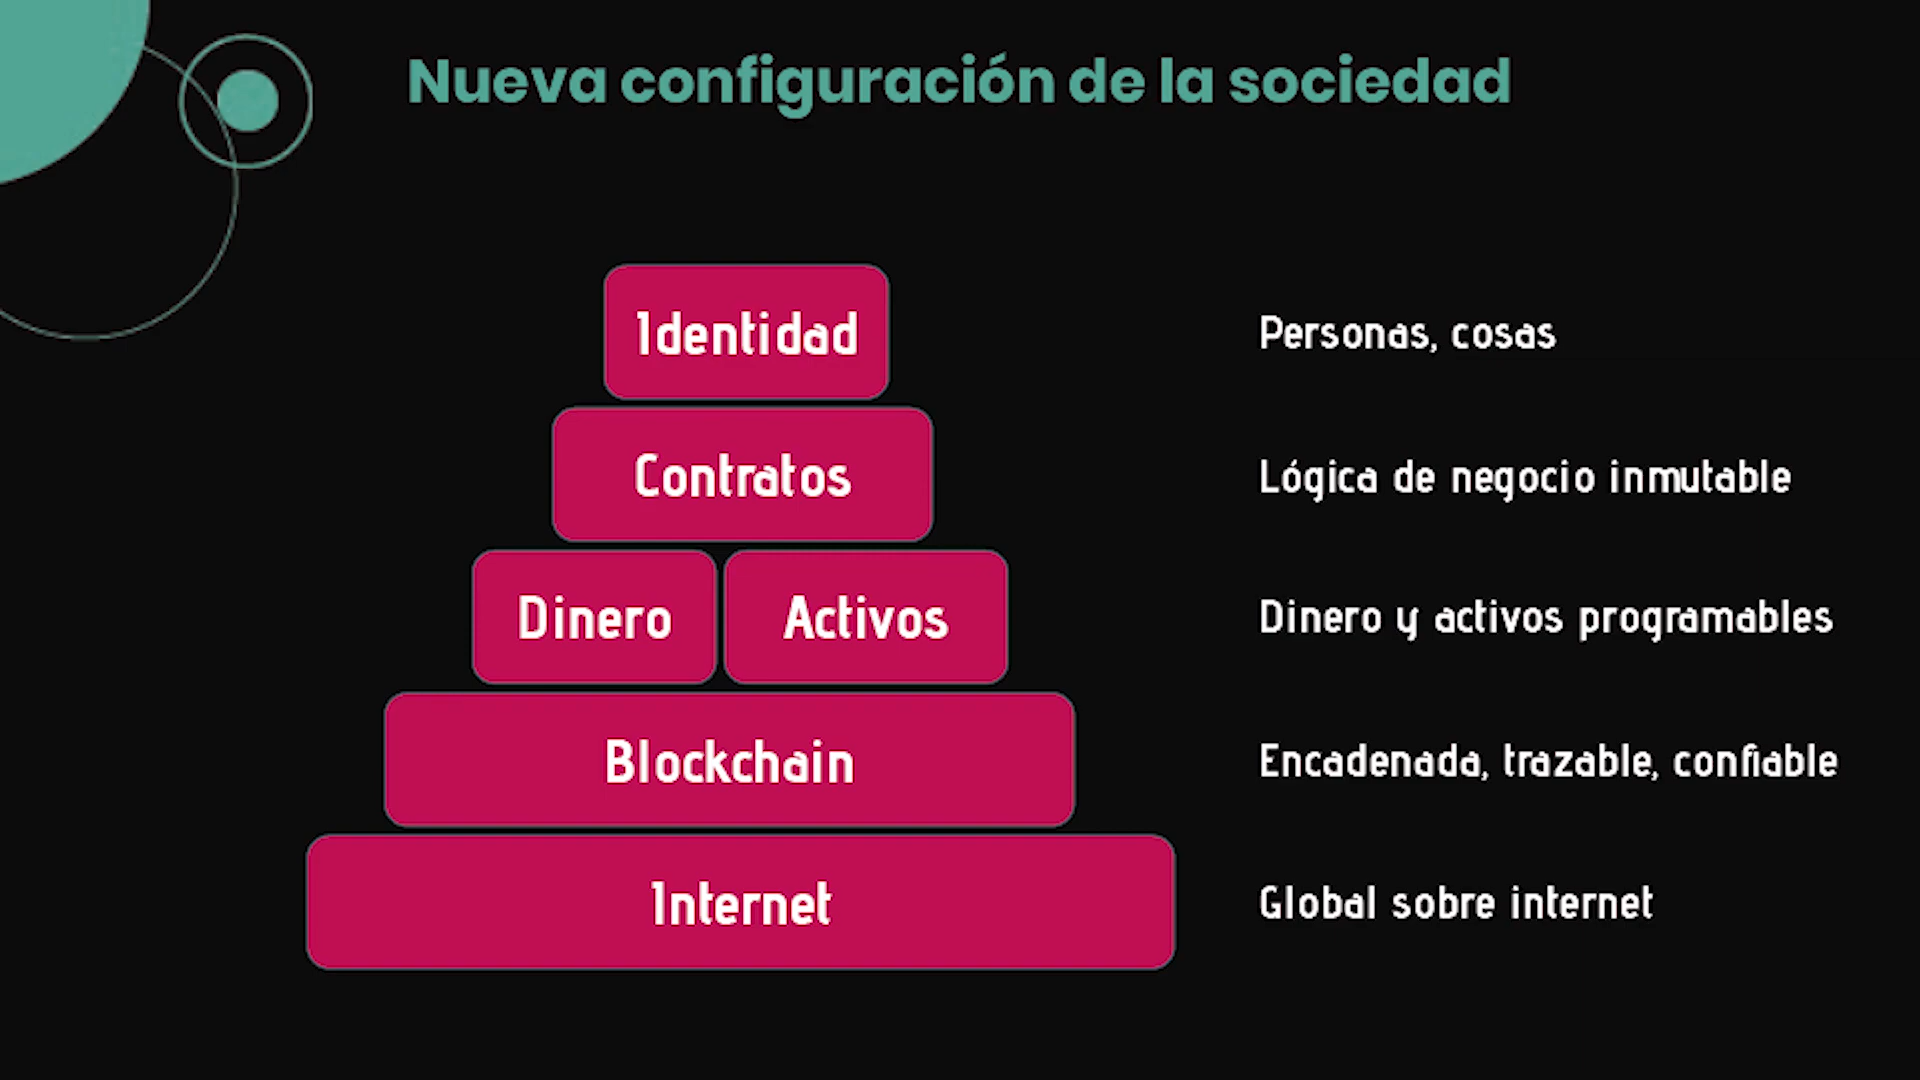 Nueva configuración de la sociedad
Identidad
Personas, cosas
Contratos
Lógica de negocio inmutable
Dinero
Activos
Dinero y activos programables
Blockchain
Encadenada, trazable, confiable
Internet
Global sobre internet